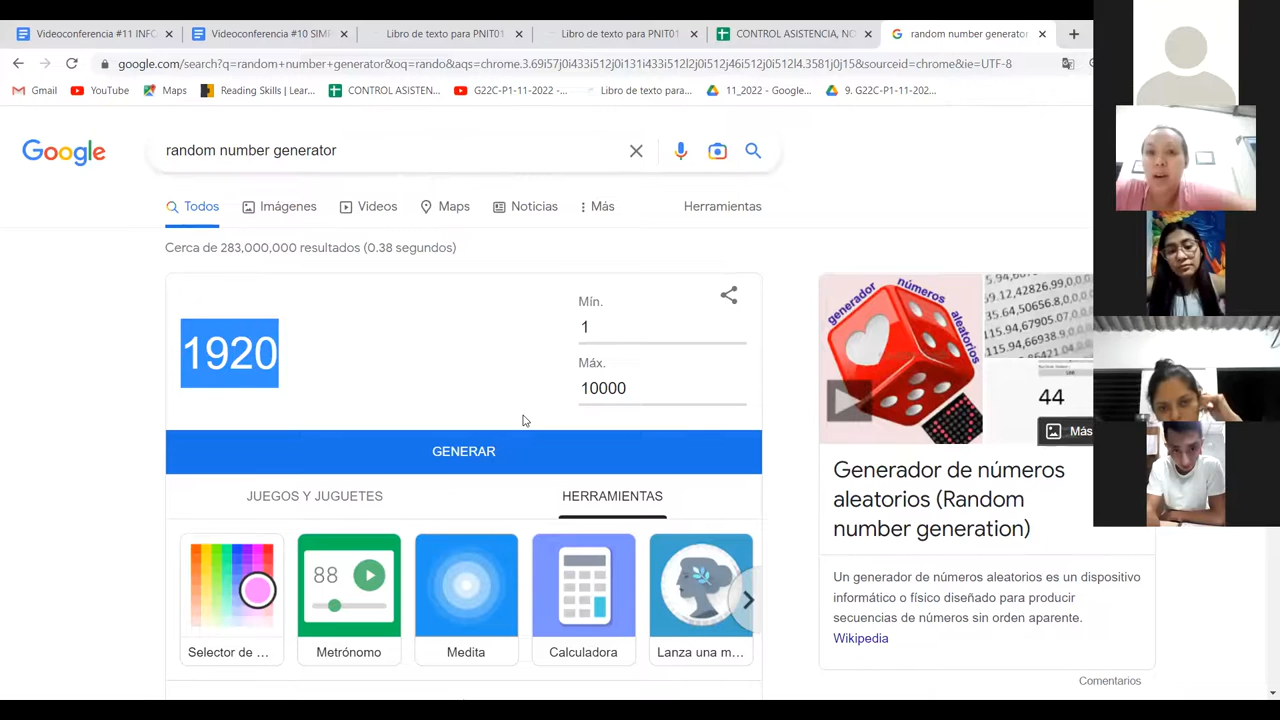 Videoconferencia #11 INFO
Videoconferencia #10 SIMP
Libro de texto para PNIT01
Libro de texto para PNIT01
CONTROL ASISTENCIA, NO
random number generator
google.com/search?q=random+number+generator&oq=rando&aqs=chrome.3.69i57j0i433i512j0i131i433i512l2j0i512j46i512j0i512l4.3581j0j15&sourceid=chrome&ie=UTF-8
Gmail
YouTube
Maps
Reading Skills | Lear...
CONTROL ASISTEN...
G22C-P1-11-2022 -...
Libro de texto para...
11_2022 - Google...
9. G22C-P1-11-202...
Google
random number generator
Todos
Imágenes
Videos
Maps
Noticias
Más
Herramientas
Cerca de 283,000,000 resultados (0.38 segundos)
1920
Mín.
1
Máx.
10000
GENERAR
JUEGOS Y JUGUETES
HERRAMIENTAS
88
Selector de ...
Metrónomo
Medita
Calculadora
Lanza una m...
generador números aleatorios
44
Más
Generador de números
aleatorios (Random
number generation)
Un generador de números aleatorios es un dispositivo
informático o físico diseñado para producir
secuencias de números sin orden aparente.
Wikipedia
Comentarios